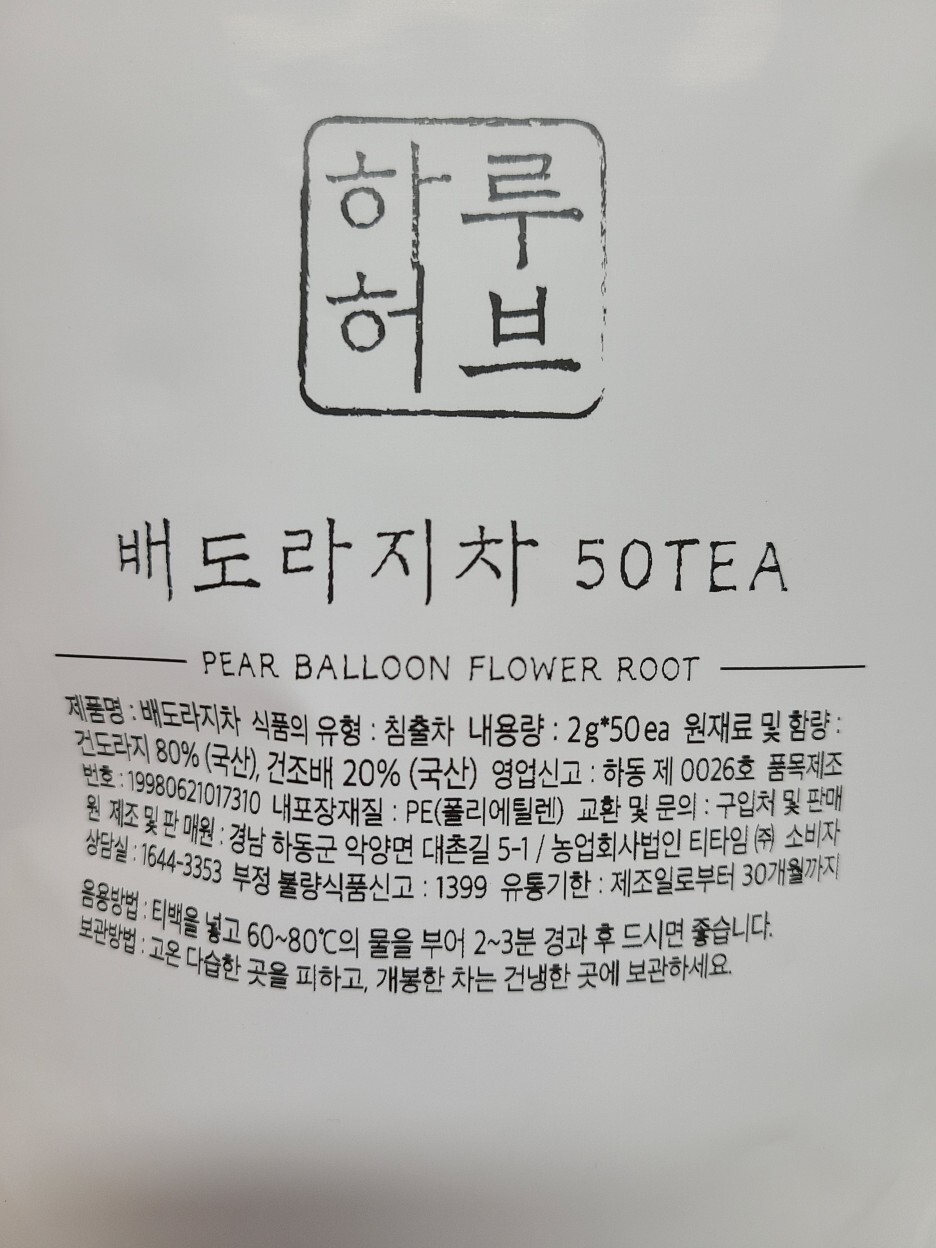 하루
허브
배도라지차 50TEA
PEAR BALLOON FLOWER ROOT
제품명 : 배도라지차 식품의 유형 : 침출차 내용량 : 2g*50ea 원재료 및 함량 :
건도라지 80% (국산), 건조배 20% (국산) 영업신고 : 하동 제 0026호 품목제조
번호 : 19980621017310 내포장재질 : PE(폴리에틸렌) 교환 및 문의 : 구입처 및 판매
원 제조 및 판 매원 : 경남 하동군 악양면 대촌길 5-1 / 농업회사법인 티타임 ㈜ 소비자
상담실 : 1644-3353 부정 불량식품신고 : 1399 유통기한 : 제조일로부터 30개월까지
음용방법 : 티백을 넣고 60~80℃의 물을 부어 2~3분 경과 후 드시면 좋습니다.
보관방법 : 고온 다습한 곳을 피하고, 개봉한 차는 건냉한 곳에 보관하세요.